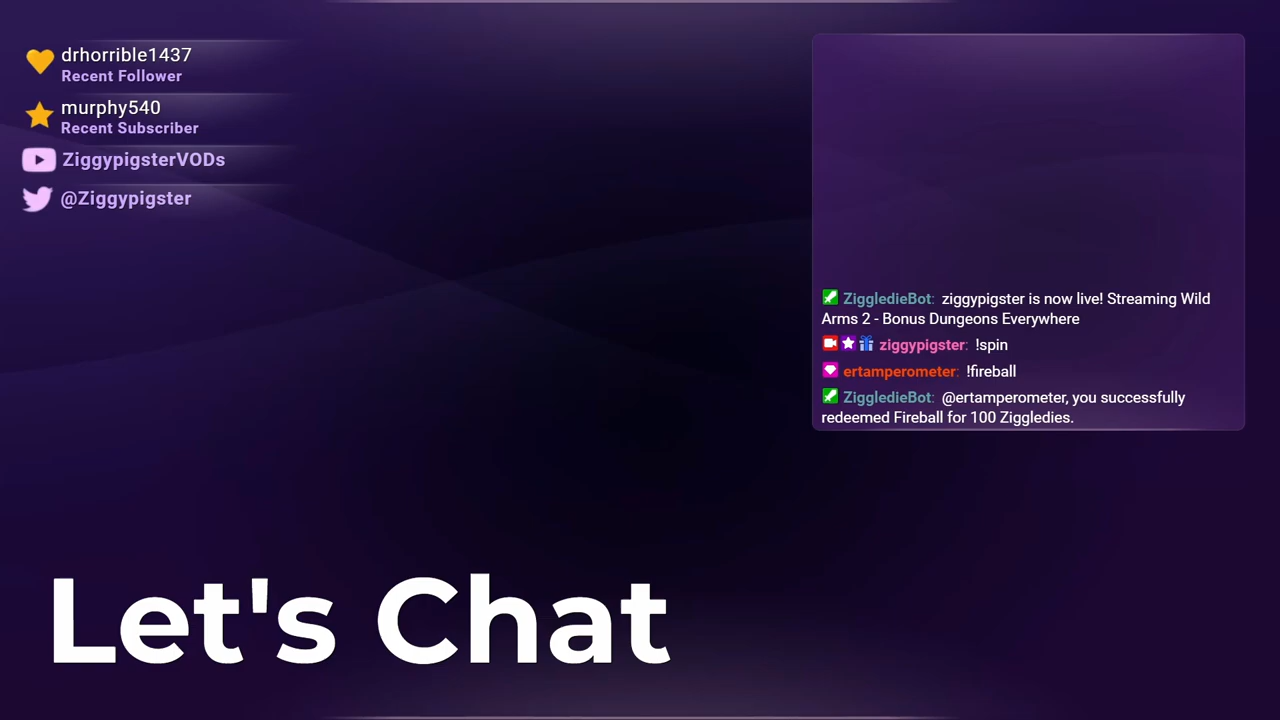 drhorrible1437
Recent Follower
murphy540
Recent Subscriber
ZiggypigsterVODs
@Ziggypigster
ZiggledieBot: ziggypigster is now live! Streaming Wild
Arms 2 - Bonus Dungeons Everywhere
ziggypigster: !spin
ertamperometer: !fireball
ZiggledieBot: @ertamperometer, you successfully
redeemed Fireball for 100 Ziggledies.
Let's Chat